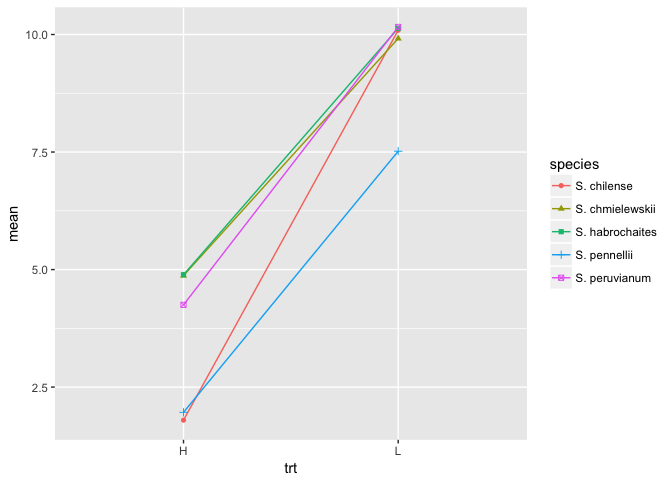 10.0
7.5
5.0
2.5
mean
H
L
trt
species
S. chilense
S. chmielewskii
S. habrochaites
S. pennellii
S. peruvianum